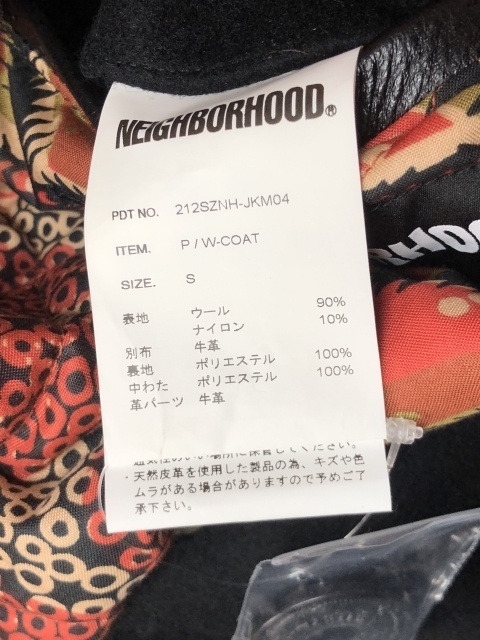 NEIGHBORHOOD®
PDT NO. 212SZNH-JKM04
ITEM. P / W-COAT
SIZE. S
表地 ウール 90%
ナイロン 10%
別布 牛革
裏地 ポリエステル 100%
中わた ポリエステル 100%
革パーツ 牛革
・天然皮革を使用した製品の為、キズや色
ムラがある場合がありますので予めご了
承下さい。